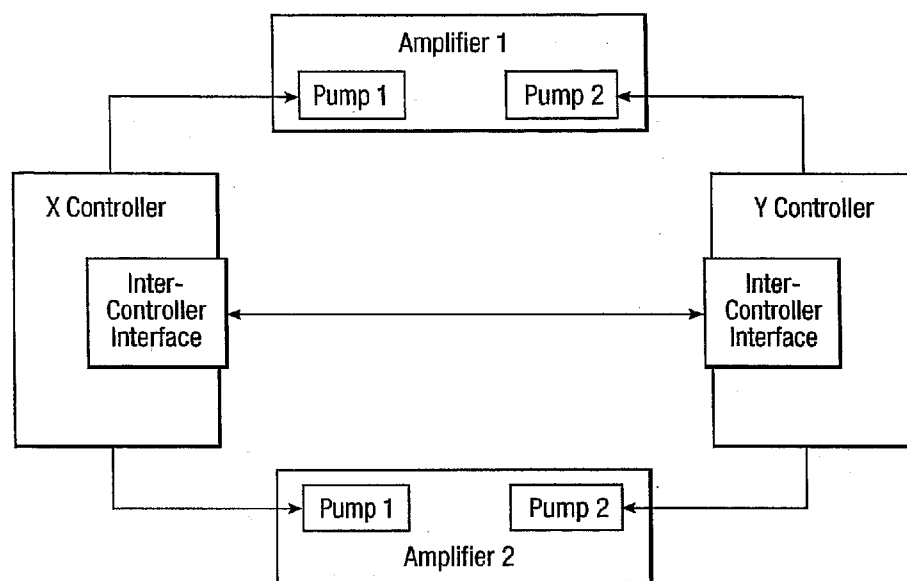 Amplifier 1
Pump 1
Pump 2
X Controller
Y Controller
Inter-
Controller
Interface
Inter-
Controller
Interface
Pump 1
Pump 2
Amplifier 2